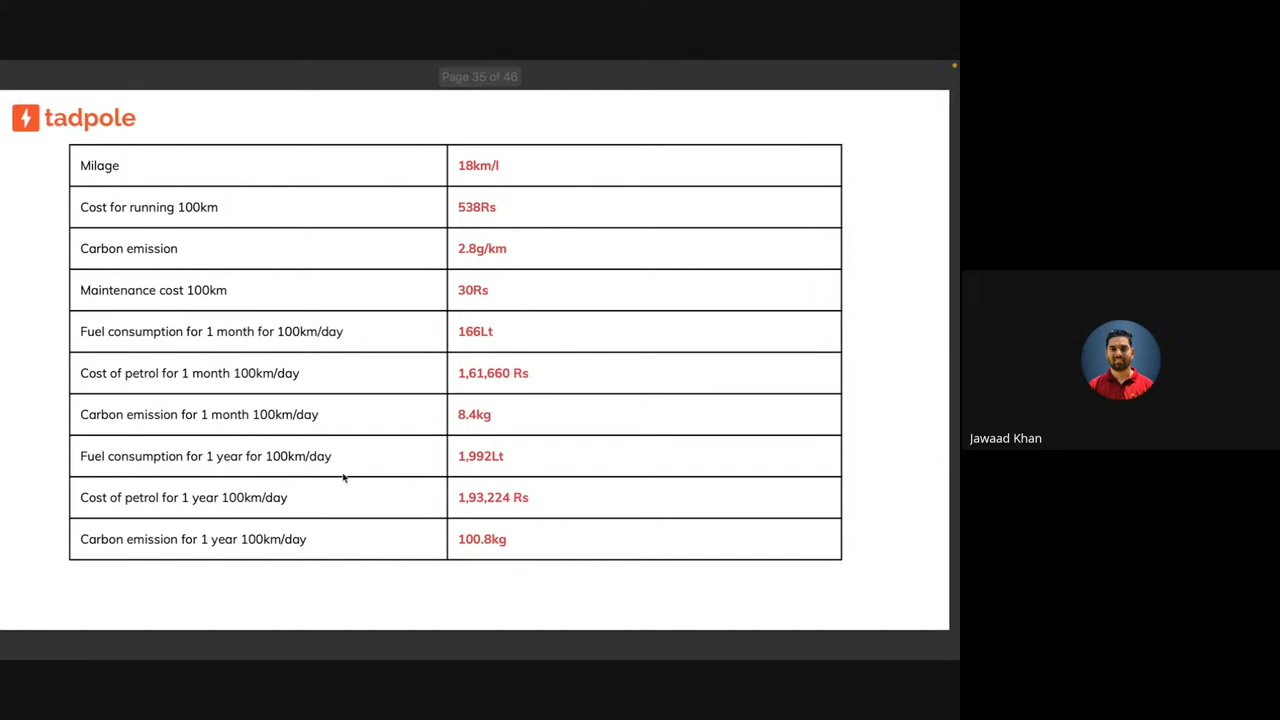 Page 35 of 46
tadpole
Milage 18km/l
Cost for running 100km 538Rs
Carbon emission 2.8g/km
Maintenance cost 100km 30Rs
Fuel consumption for 1 month for 100km/day 166Lt
Cost of petrol for 1 month 100km/day 1,61,660 Rs
Carbon emission for 1 month 100km/day 8.4kg
Fuel consumption for 1 year for 100km/day 1,992Lt
Cost of petrol for 1 year 100km/day 1,93,224 Rs
Carbon emission for 1 year 100km/day 100.8kg
Jawaad Khan